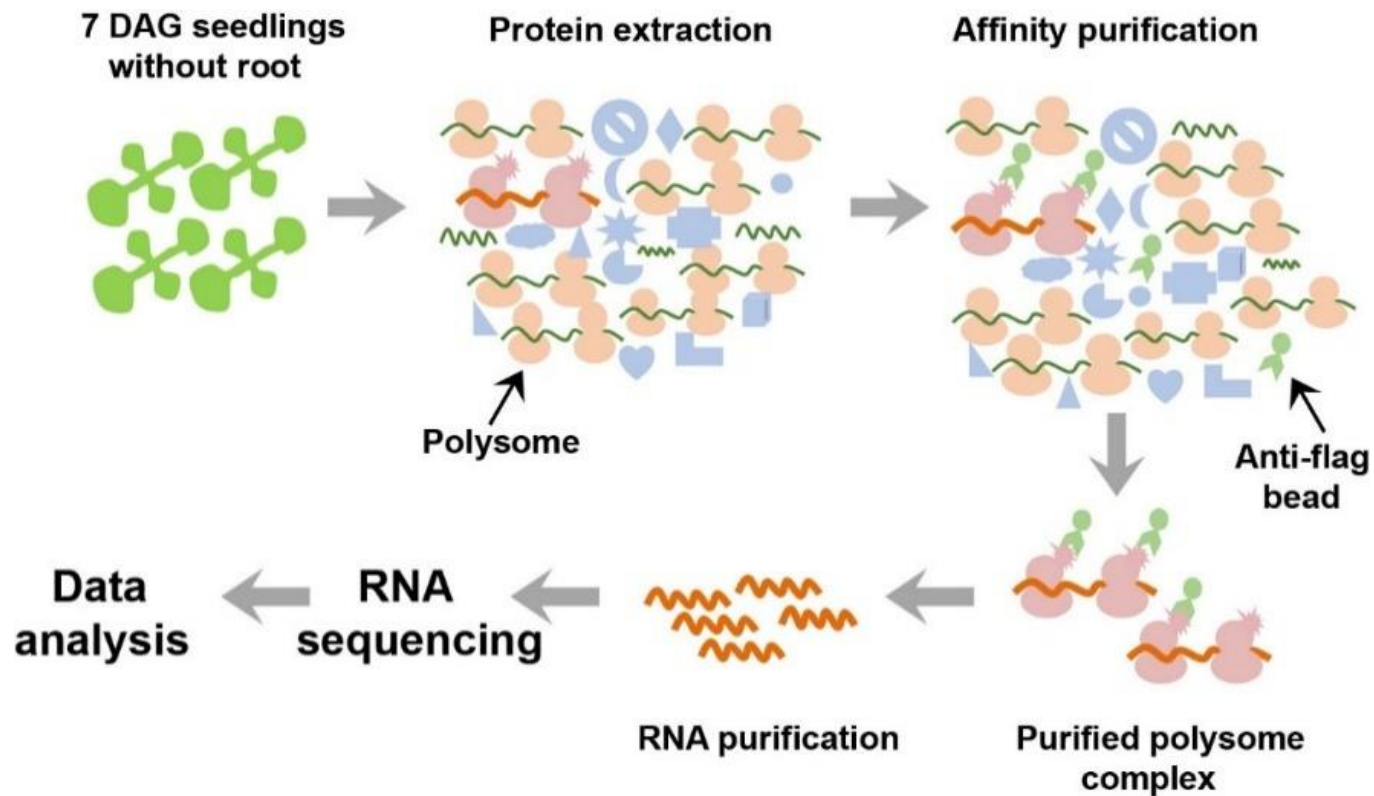 7 DAG seedlings
without root
Protein extraction
Affinity purification
Polysome
Anti-flag
bead
Data
analysis
RNA
sequencing
RNA purification
Purified polysome
complex